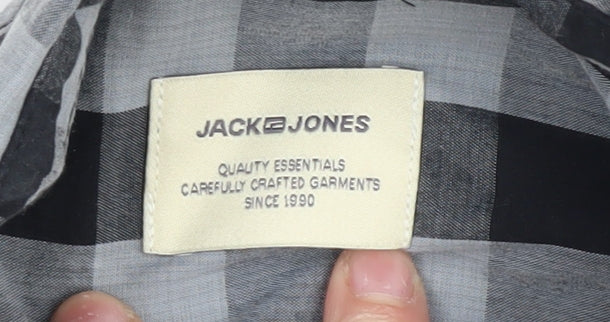 JACK JONES
QUALITY ESSENTIALS
CAREFULLY CRAFTED GARMENTS
SINCE 1990